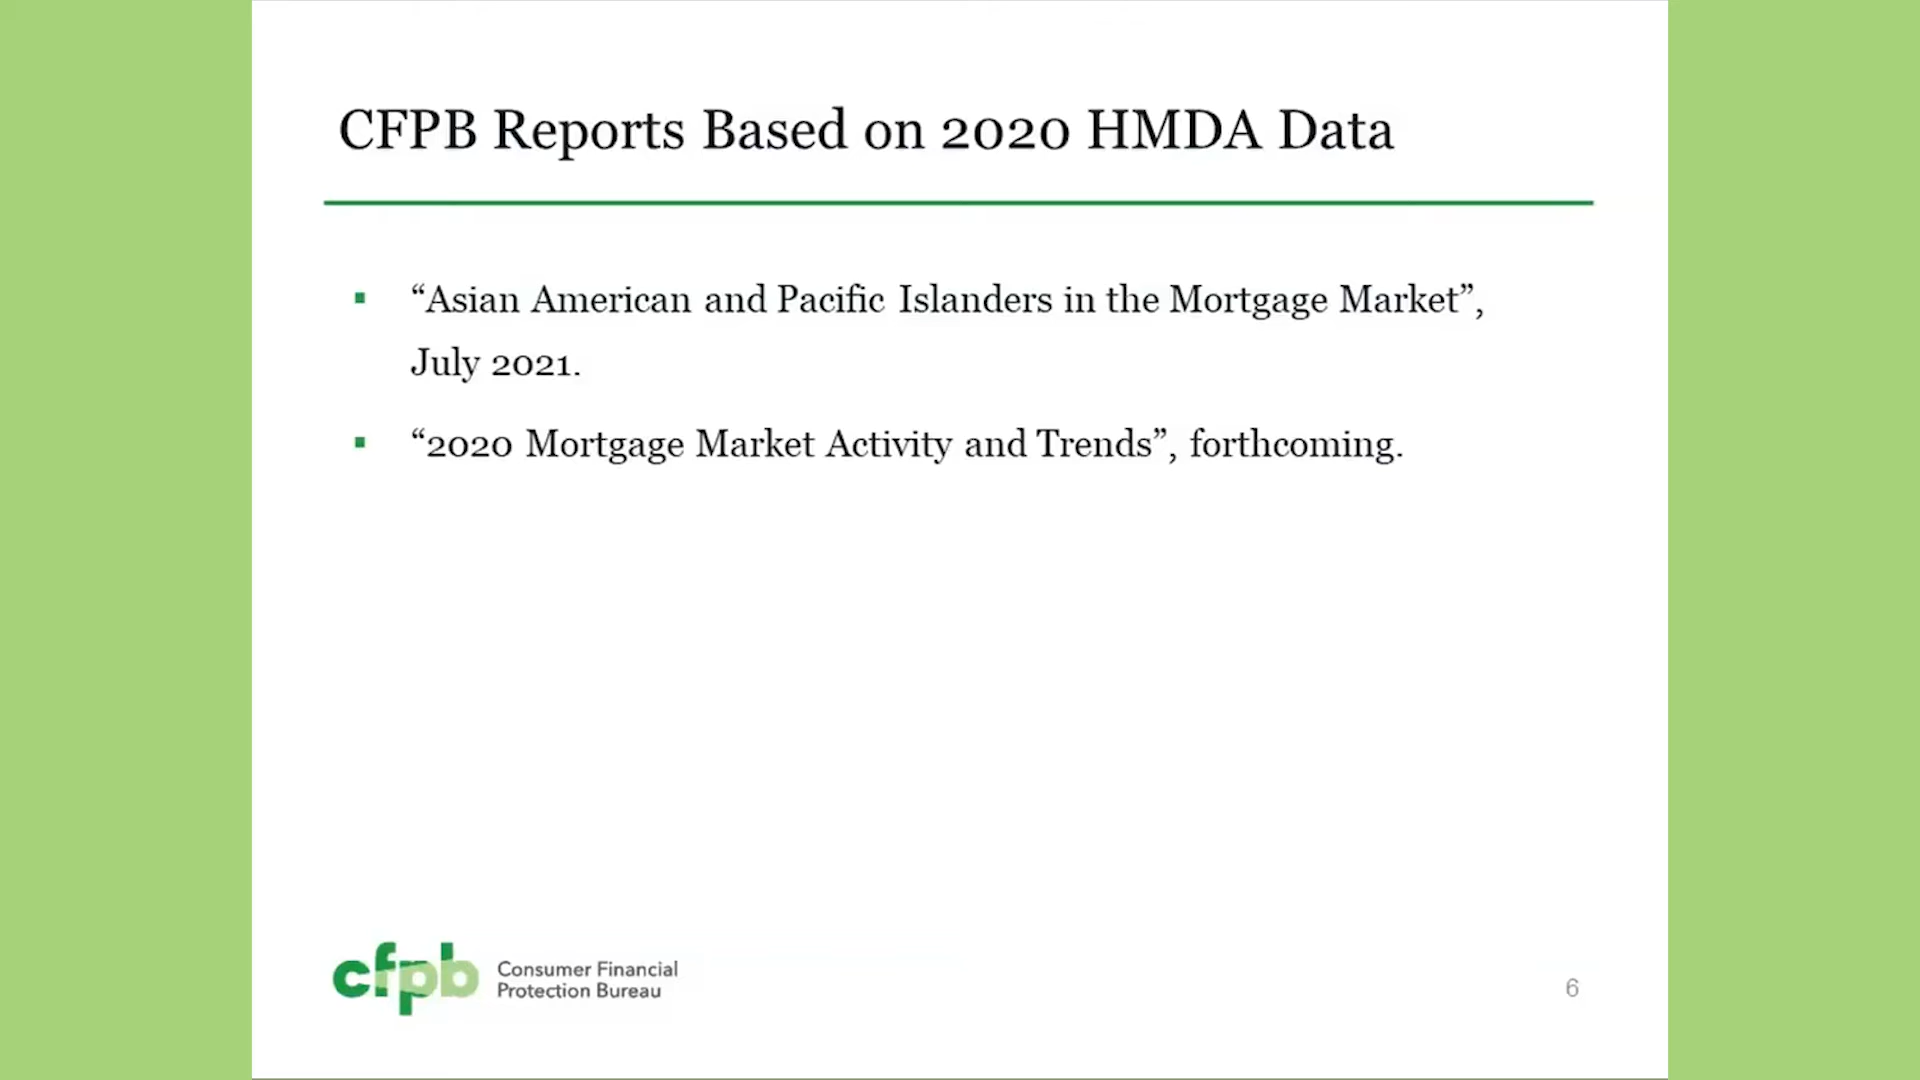 CFPB Reports Based on 2020 HMDA Data
▪ “Asian American and Pacific Islanders in the Mortgage Market”,
July 2021.
▪ “2020 Mortgage Market Activity and Trends”, forthcoming.
cfpb
Consumer Financial
Protection Bureau
6